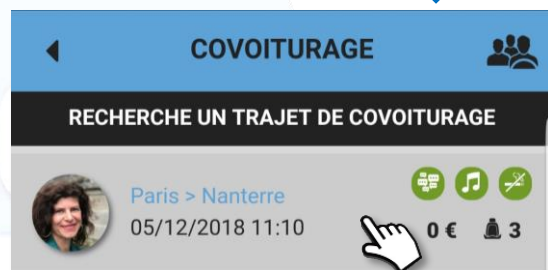 COVOITURAGE
RECHERCHE UN TRAJET DE COVOITURAGE
Paris > Nanterre
05/12/2018 11:10
0 € 3